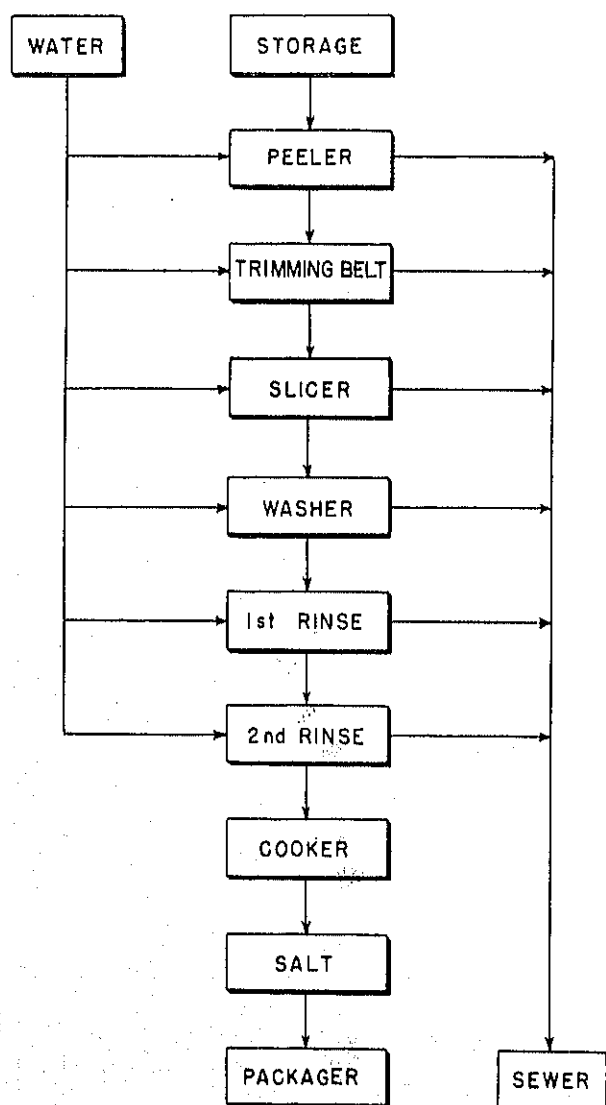 WATER
STORAGE
PEELER
TRIMMING BELT
SLICER
WASHER
1st RINSE
2nd RINSE
COOKER
SALT
PACKAGER
SEWER